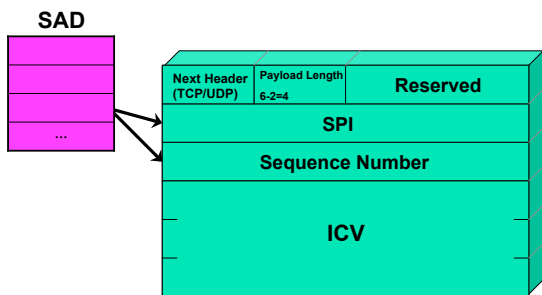 SAD
...
Next Header
(TCP/UDP)
Payload Length
6-2=4
Reserved
SPI
Sequence Number
ICV